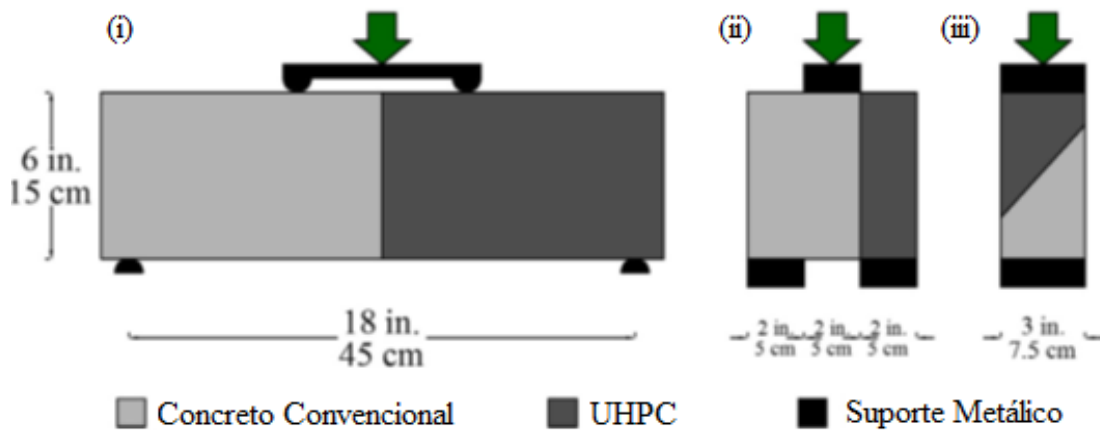 (i)
(ii)
(iii)
6 in.
15 cm
18 in.
45 cm
2 in. 2 in. 2 in.
5 cm 5 cm 5 cm
3 in.
7.5 cm
Concreto Convencional
UHPC
Suporte Metálico